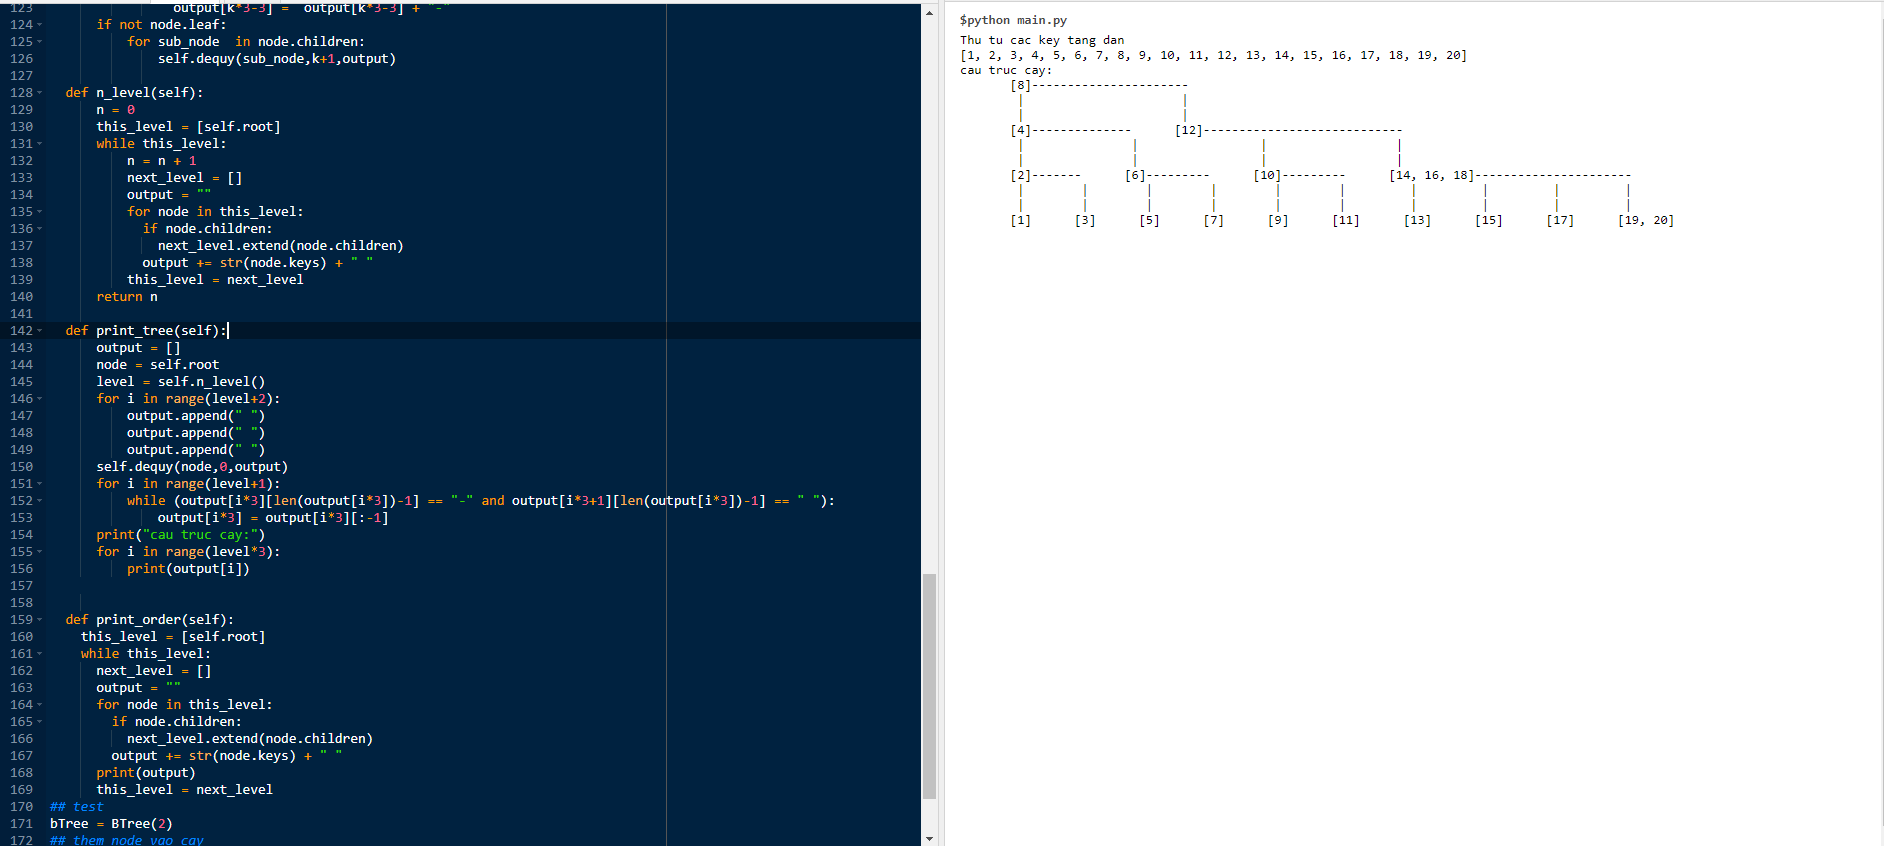 123                 output[k*3-3] =  output[k*3-3] + "-"
124       if not node.leaf:
125           for sub_node  in node.children:
126               self.dequy(sub_node,k+1,output)
127
128   def n_level(self):
129       n = 0
130       this_level = [self.root]
131       while this_level:
132           n = n + 1
133           next_level = []
134           output = ""
135           for node in this_level:
136             if node.children:
137               next_level.extend(node.children)
138             output += str(node.keys) + " "
139           this_level = next_level
140       return n
141
142   def print_tree(self):
143       output = []
144       node = self.root
145       level = self.n_level()
146       for i in range(level+2):
147           output.append(" ")
148           output.append(" ")
149           output.append(" ")
150       self.dequy(node,0,output)
151       for i in range(level+1):
152           while (output[i*3][len(output[i*3])-1] == "-" and output[i*3+1][len(output[i*3])-1] == " "):
153               output[i*3] = output[i*3][:-1]
154       print("cau truc cay:")
155       for i in range(level*3):
156           print(output[i])
157
158
159   def print_order(self):
160     this_level = [self.root]
161     while this_level:
162       next_level = []
163       output = ""
164       for node in this_level:
165         if node.children:
166           next_level.extend(node.children)
167         output += str(node.keys) + " "
168       print(output)
169       this_level = next_level
170 ## test
171 bTree = BTree(2)
172 ## them node vao cay
$python main.py
Thu tu cac key tang dan
[1, 2, 3, 4, 5, 6, 7, 8, 9, 10, 11, 12, 13, 14, 15, 16, 17, 18, 19, 20]
cau truc cay:
       [8]----------------------
        |                      |
        |                      |
       [4]--------------      [12]----------------------------
        |               |                 |                  |
        |               |                 |                  |
       [2]-------      [6]---------      [10]---------      [14, 16, 18]----------------------
        |        |        |        |        |        |         |         |         |         |
        |        |        |        |        |        |         |         |         |         |
       [1]      [3]      [5]      [7]      [9]      [11]      [13]      [15]      [17]      [19, 20]